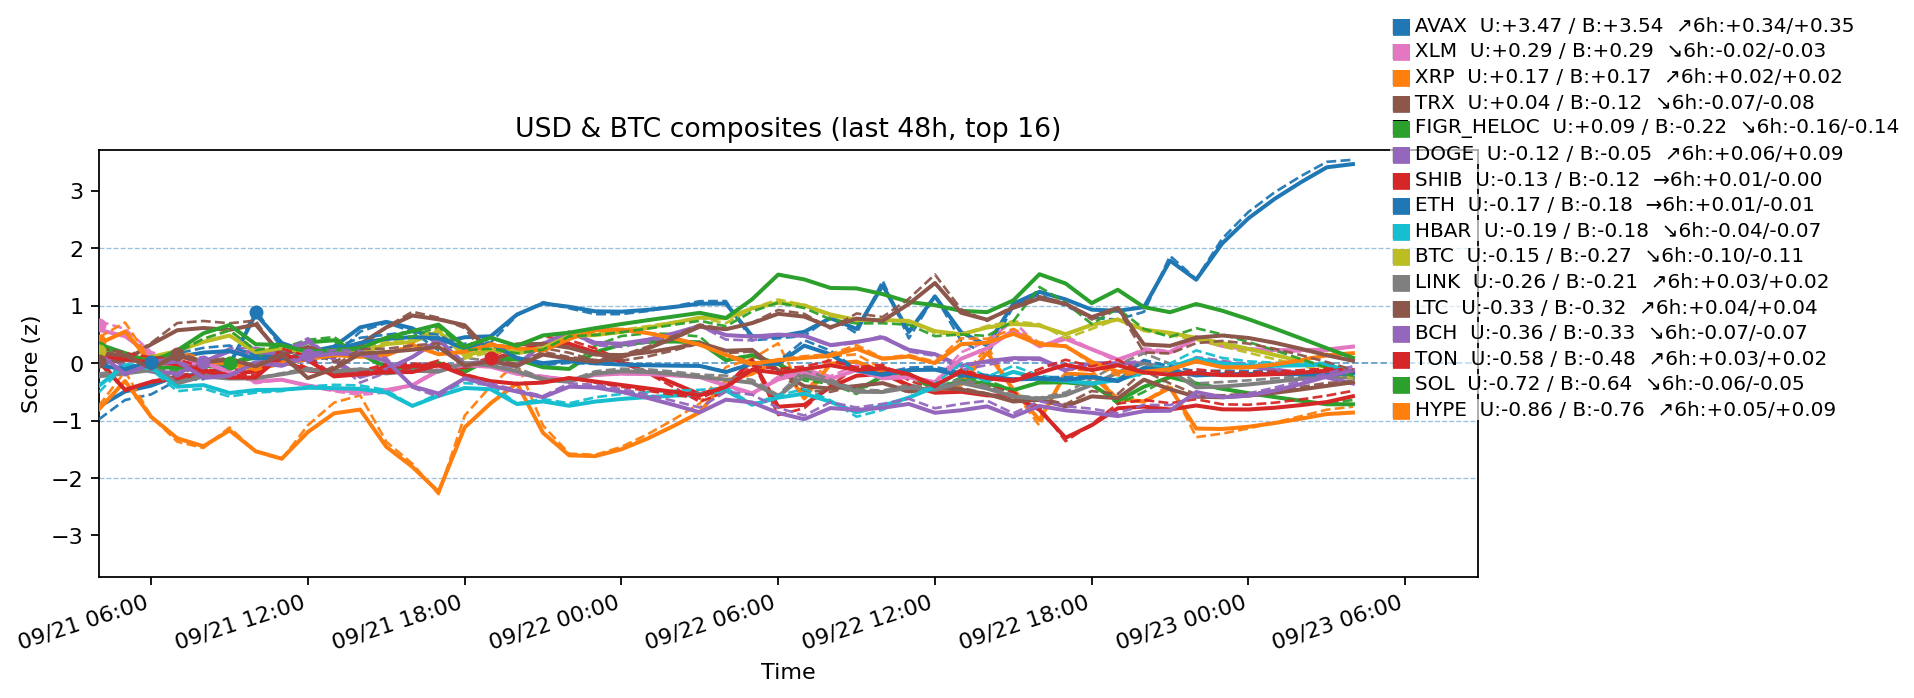 AVAX  U:+3.47 / B:+3.54  ↗6h:+0.34/+0.35
XLM  U:+0.29 / B:+0.29  ↘6h:-0.02/-0.03
XRP  U:+0.17 / B:+0.17  ↗6h:+0.02/+0.02
TRX  U:+0.04 / B:-0.12  ↘6h:-0.07/-0.08
FIGR_HELOC  U:+0.09 / B:-0.22  ↘6h:-0.16/-0.14
DOGE  U:-0.12 / B:-0.05  ↗6h:+0.06/+0.09
SHIB  U:-0.13 / B:-0.12  →6h:+0.01/-0.00
ETH  U:-0.17 / B:-0.18  →6h:+0.01/-0.01
HBAR  U:-0.19 / B:-0.18  ↘6h:-0.04/-0.07
BTC  U:-0.15 / B:-0.27  ↘6h:-0.10/-0.11
LINK  U:-0.26 / B:-0.21  ↗6h:+0.03/+0.02
LTC  U:-0.33 / B:-0.32  ↗6h:+0.04/+0.04
BCH  U:-0.36 / B:-0.33  ↘6h:-0.07/-0.07
TON  U:-0.58 / B:-0.48  ↗6h:+0.03/+0.02
SOL  U:-0.72 / B:-0.64  ↘6h:-0.06/-0.05
HYPE  U:-0.86 / B:-0.76  ↗6h:+0.05/+0.09
USD & BTC composites (last 48h, top 16)
Score (z)
3
2
1
0
−1
−2
−3
09/21 06:00
09/21 12:00
09/21 18:00
09/22 00:00
09/22 06:00
09/22 12:00
09/22 18:00
09/23 00:00
09/23 06:00
Time